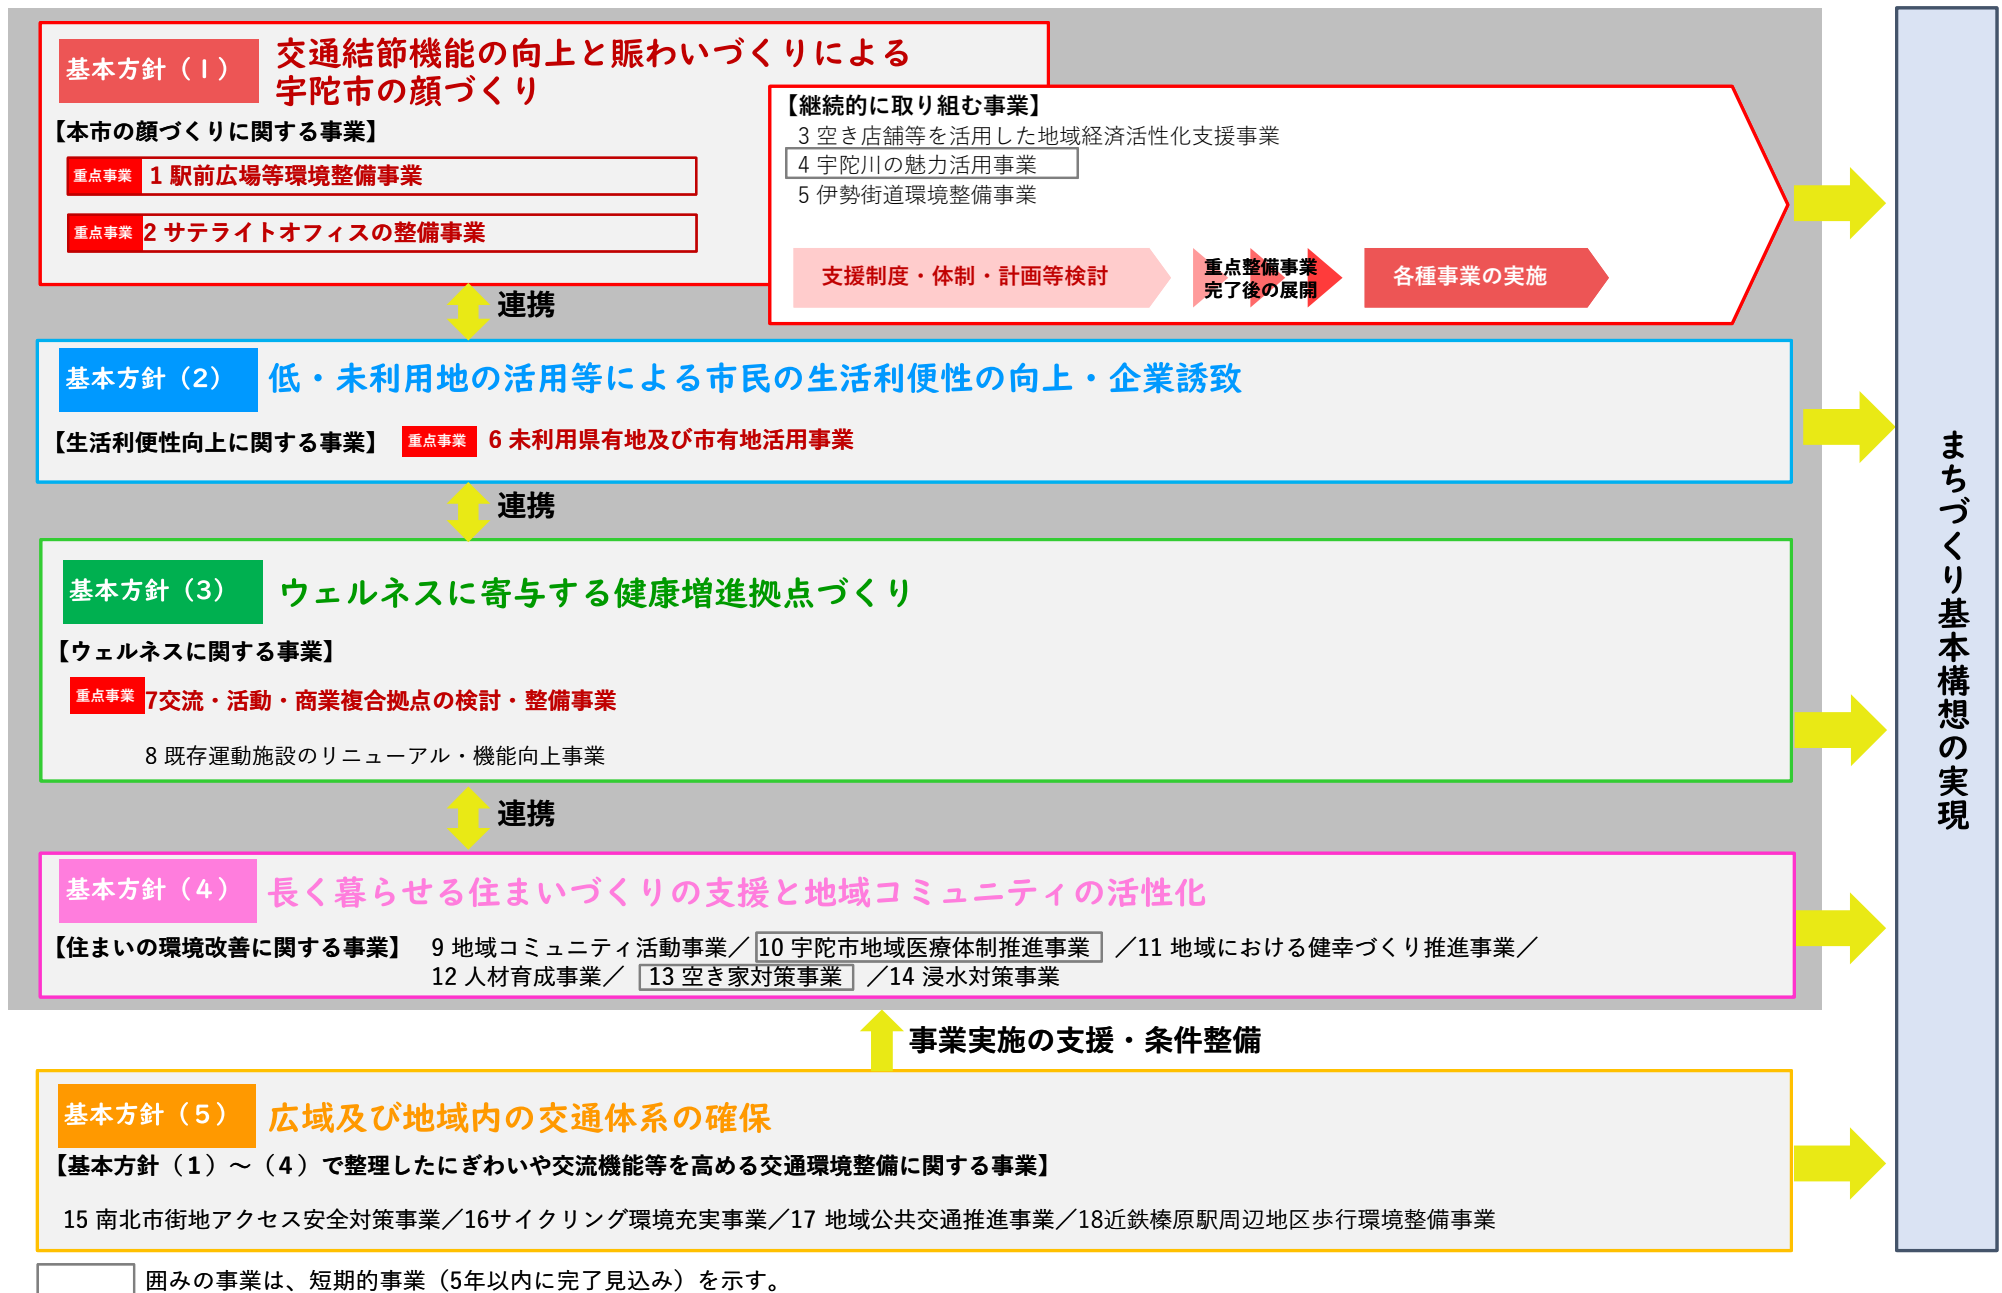 基本方針（１）
交通結節機能の向上と賑わいづくりによる
宇陀市の顔づくり
【本市の顔づくりに関する事業】
重点事業 1 駅前広場等環境整備事業
重点事業 2 サテライトオフィスの整備事業
【継続的に取り組む事業】
3 空き店舗等を活用した地域経済活性化支援事業
4 宇陀川の魅力活用事業
5 伊勢街道環境整備事業
支援制度・体制・計画等検討
重点整備事業
完了後の展開
各種事業の実施
連携
基本方針（２）
低・未利用地の活用等による市民の生活利便性の向上・企業誘致
【生活利便性向上に関する事業】 重点事業 6 未利用県有地及び市有地活用事業
連携
基本方針（３）
ウェルネスに寄与する健康増進拠点づくり
【ウェルネスに関する事業】
重点事業 7交流・活動・商業複合拠点の検討・整備事業
8 既存運動施設のリニューアル・機能向上事業
連携
基本方針（４）
長く暮らせる住まいづくりの支援と地域コミュニティの活性化
【住まいの環境改善に関する事業】 9 地域コミュニティ活動事業／10 宇陀市地域医療体制推進事業 ／11 地域における健幸づくり推進事業／
12 人材育成事業／ 13 空き家対策事業 ／14 浸水対策事業
事業実施の支援・条件整備
基本方針（５）
広域及び地域内の交通体系の確保
【基本方針（１）～（４）で整理したにぎわいや交流機能等を高める交通環境整備に関する事業】
15 南北市街地アクセス安全対策事業／16サイクリング環境充実事業／17 地域公共交通推進事業／18近鉄榛原駅周辺地区歩行環境整備事業
囲みの事業は、短期的事業（5年以内に完了見込み）を示す。
まちづくり基本構想の実現